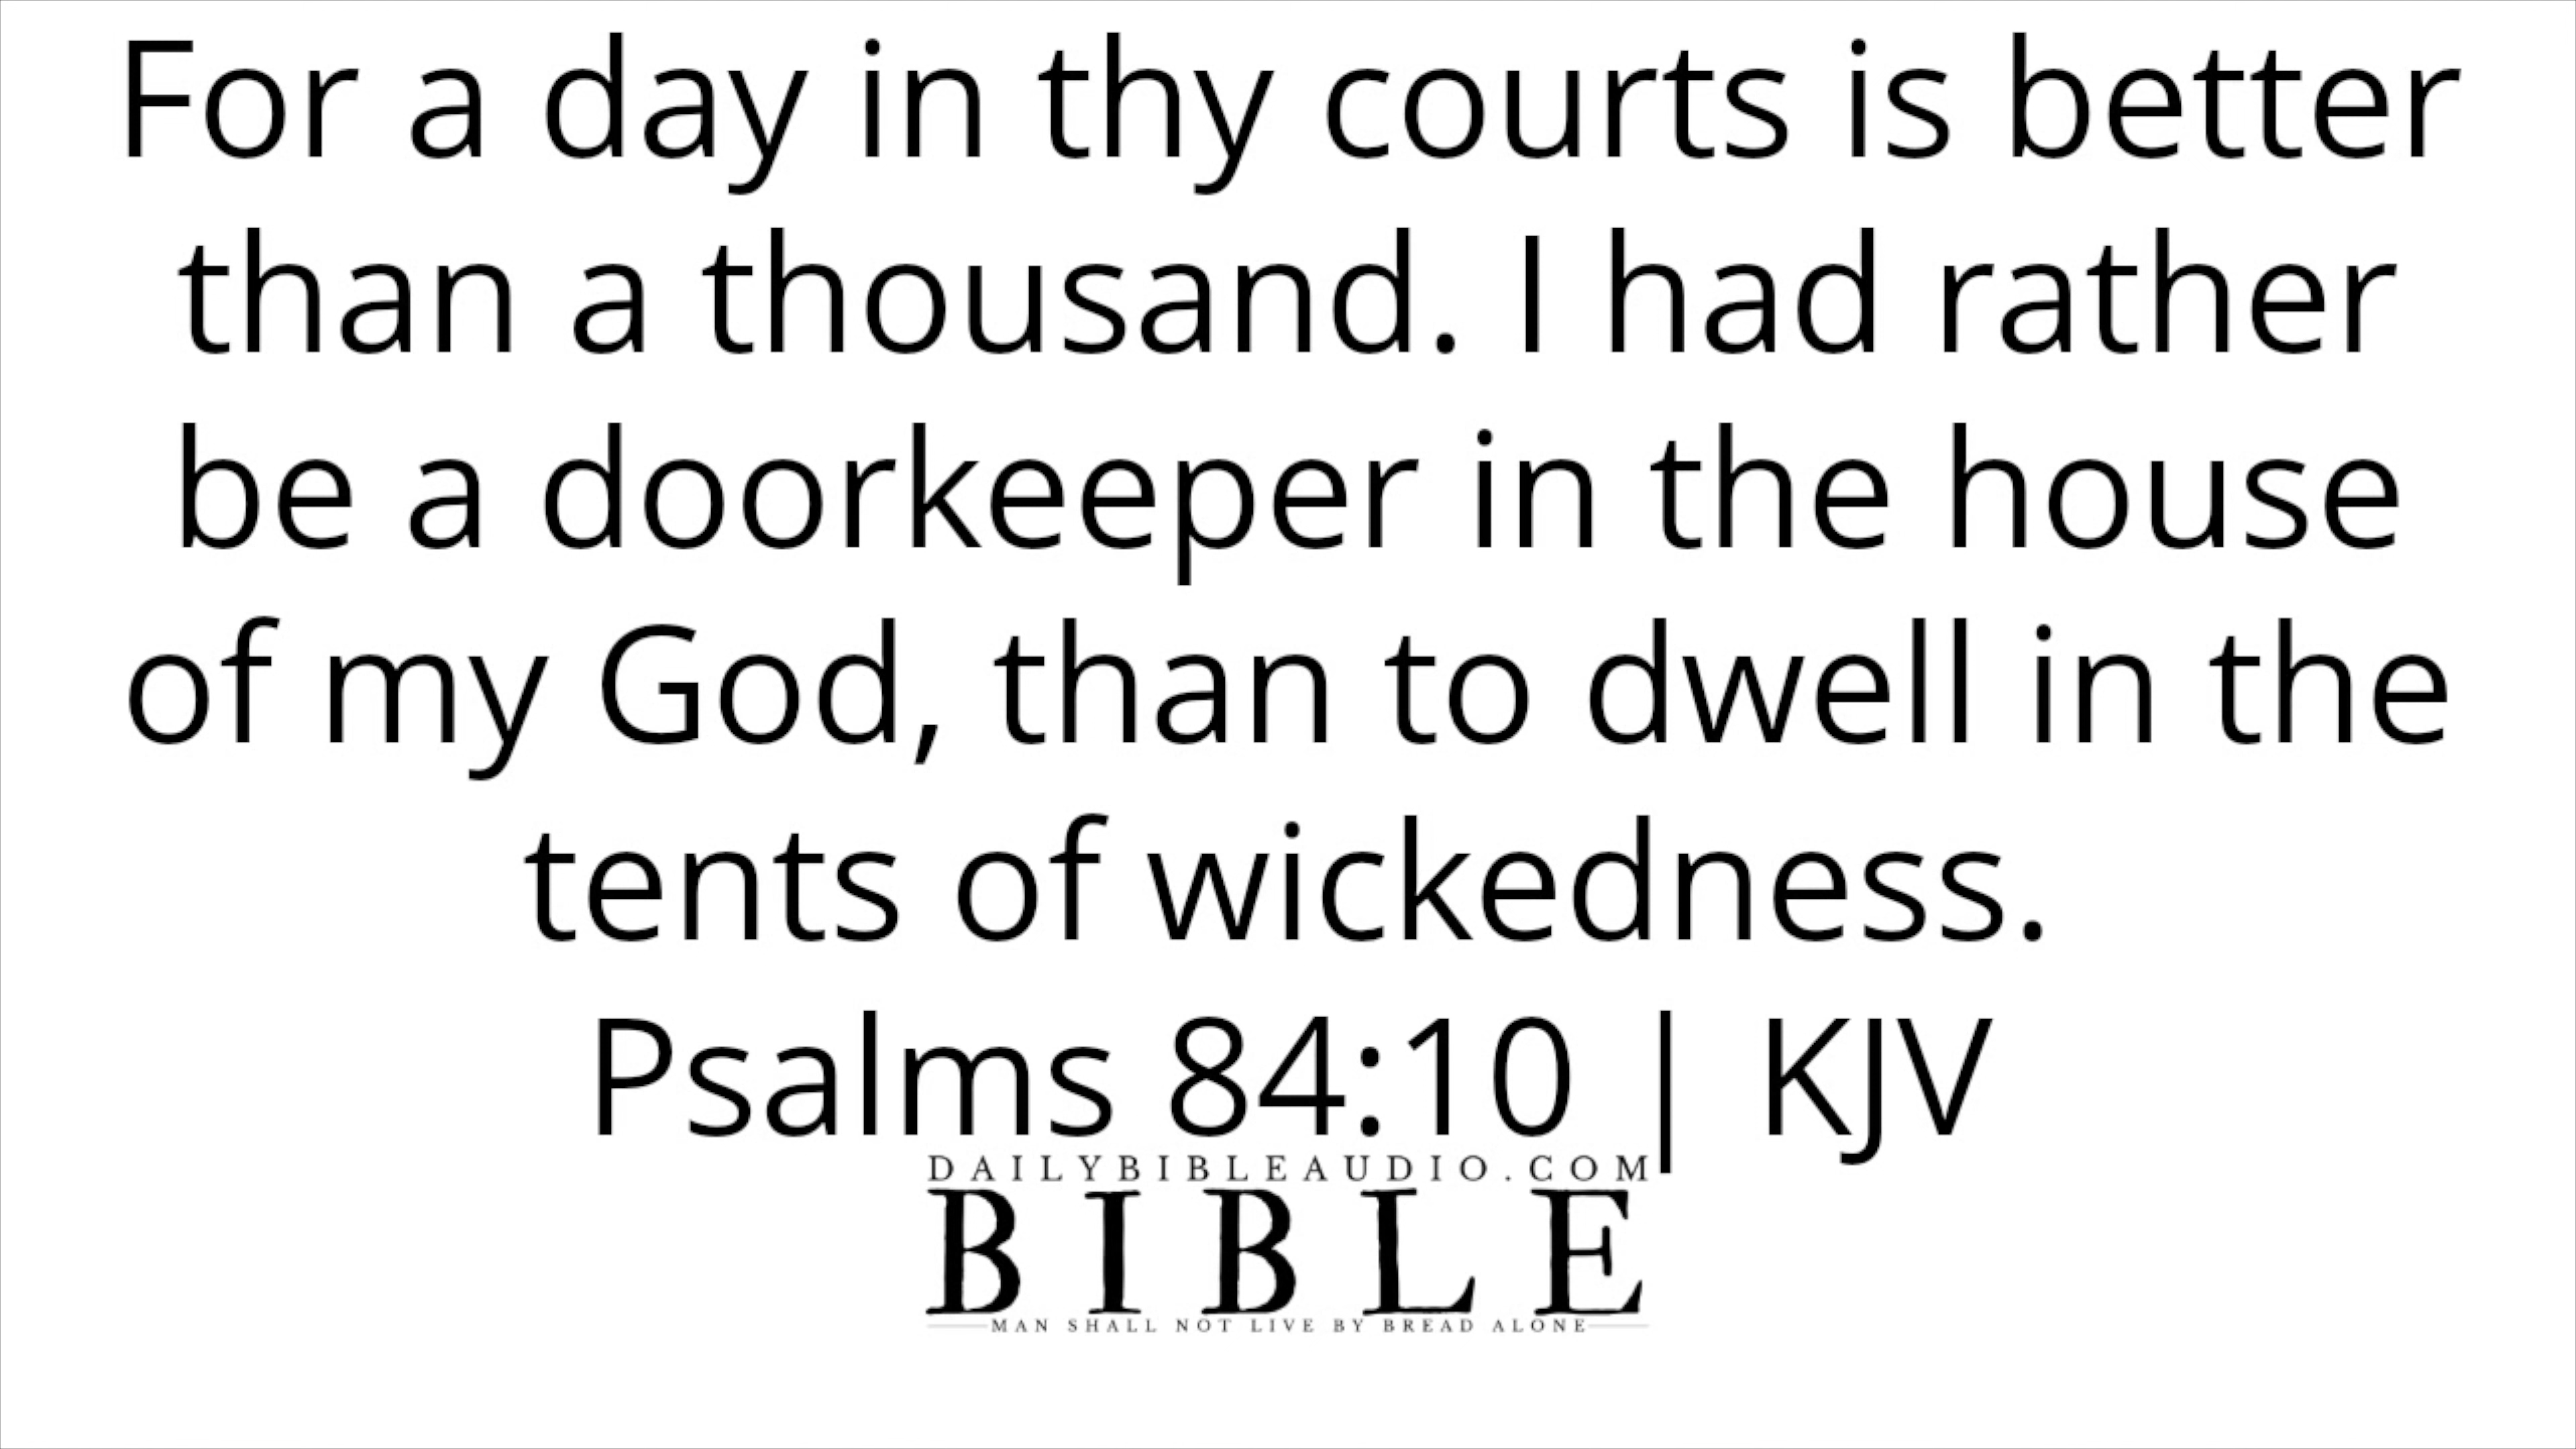 For a day in thy courts is better
than a thousand. I had rather
be a doorkeeper in the house
of my God, than to dwell in the
tents of wickedness.
Psalms 84:10 | KJV
DAILYBIBLEAUDIO.COM
BIBLE
MAN SHALL NOT LIVE BY BREAD ALONE